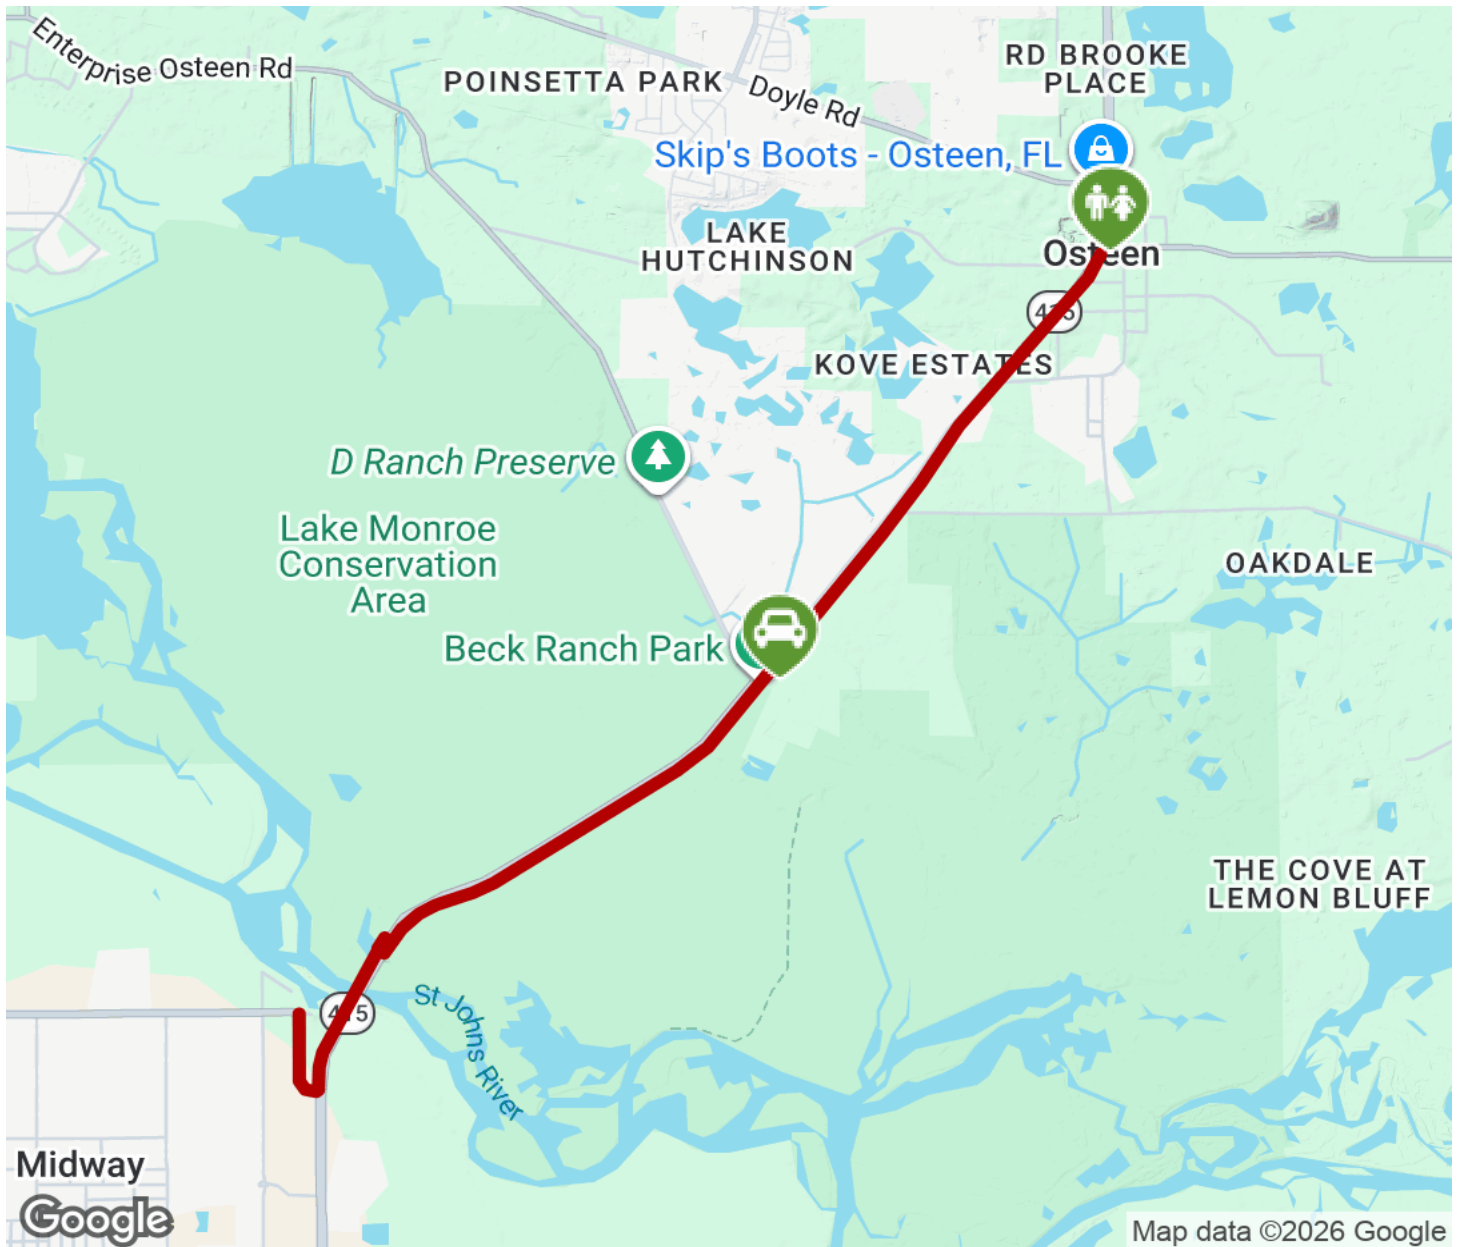 Enterprise Osteen Rd
POINSETTA PARK
Doyle Rd
RD BROOKE
PLACE
Skip's Boots - Osteen, FL
LAKE
HUTCHINSON
Osteen
KOVE ESTATES
D Ranch Preserve
Lake Monroe
Conservation
Area
OAKDALE
Beck Ranch Park
THE COVE AT
LEMON BLUFF
St Johns River
Midway
Google
Map data ©2026 Google